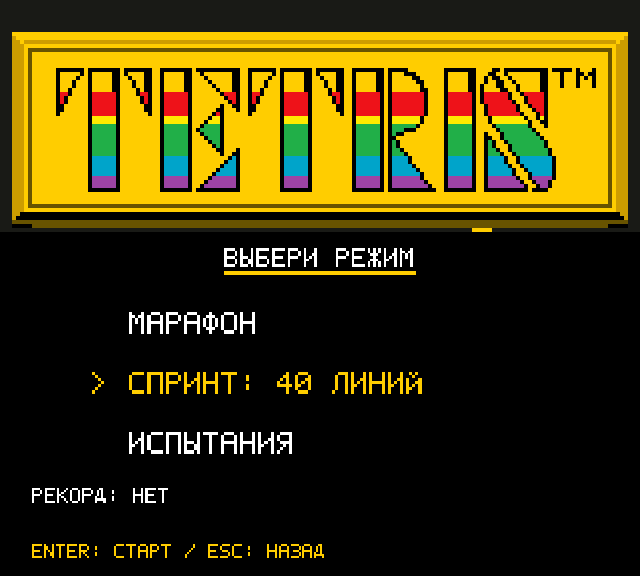 TETRIS™
ВЫБЕРИ РЕЖИМ
МАРАФОН
> СПРИНТ: 40 ЛИНИЙ
ИСПЫТАНИЯ
РЕКОРД: НЕТ
ENTER: СТАРТ / ESC: НАЗАД